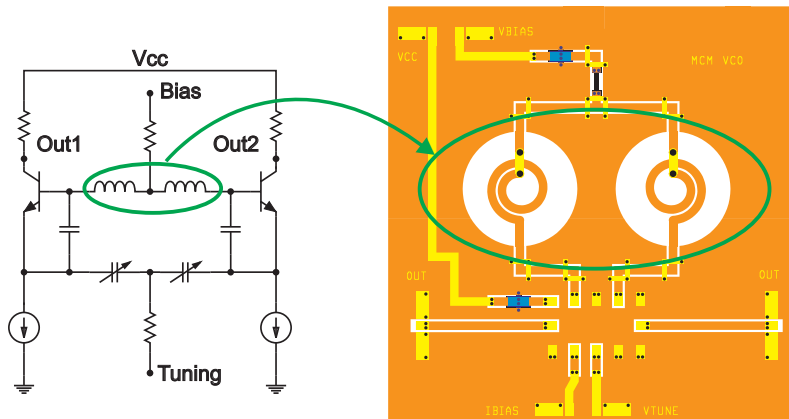 Vcc
Bias
Out1
Out2
Tuning
VBIAS
VCC
MCM VCO
OUT
OUT
IBIAS
VTUNE